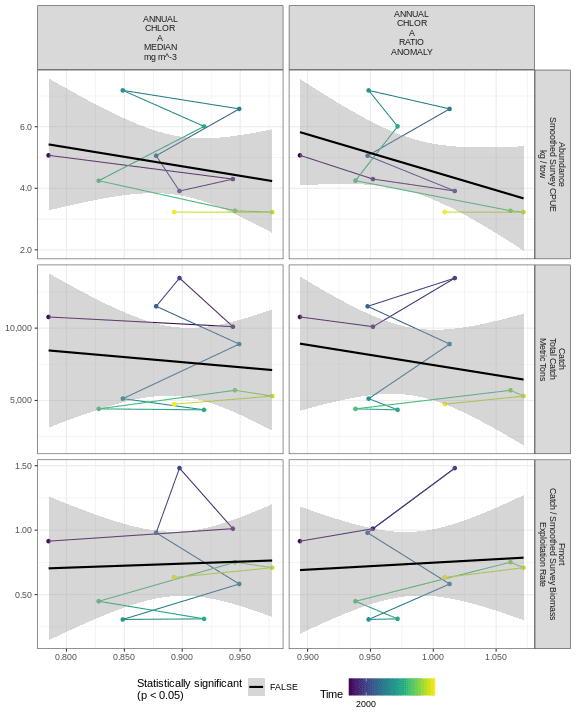 ANNUAL
CHLOR
A
MEDIAN
mg m^-3
ANNUAL
CHLOR
A
RATIO
ANOMALY
6.0
4.0
2.0
Abundance
Smoothed Survey CPUE
kg / tow
10,000
5,000
Catch
Total Catch
Metric Tons
1.50
1.00
0.50
Fmort
Catch / Smoothed Survey Biomass
Exploitation Rate
0.800
0.850
0.900
0.950
0.900
0.950
1.000
1.050
Statistically significant
(p < 0.05)
FALSE
Time
2000